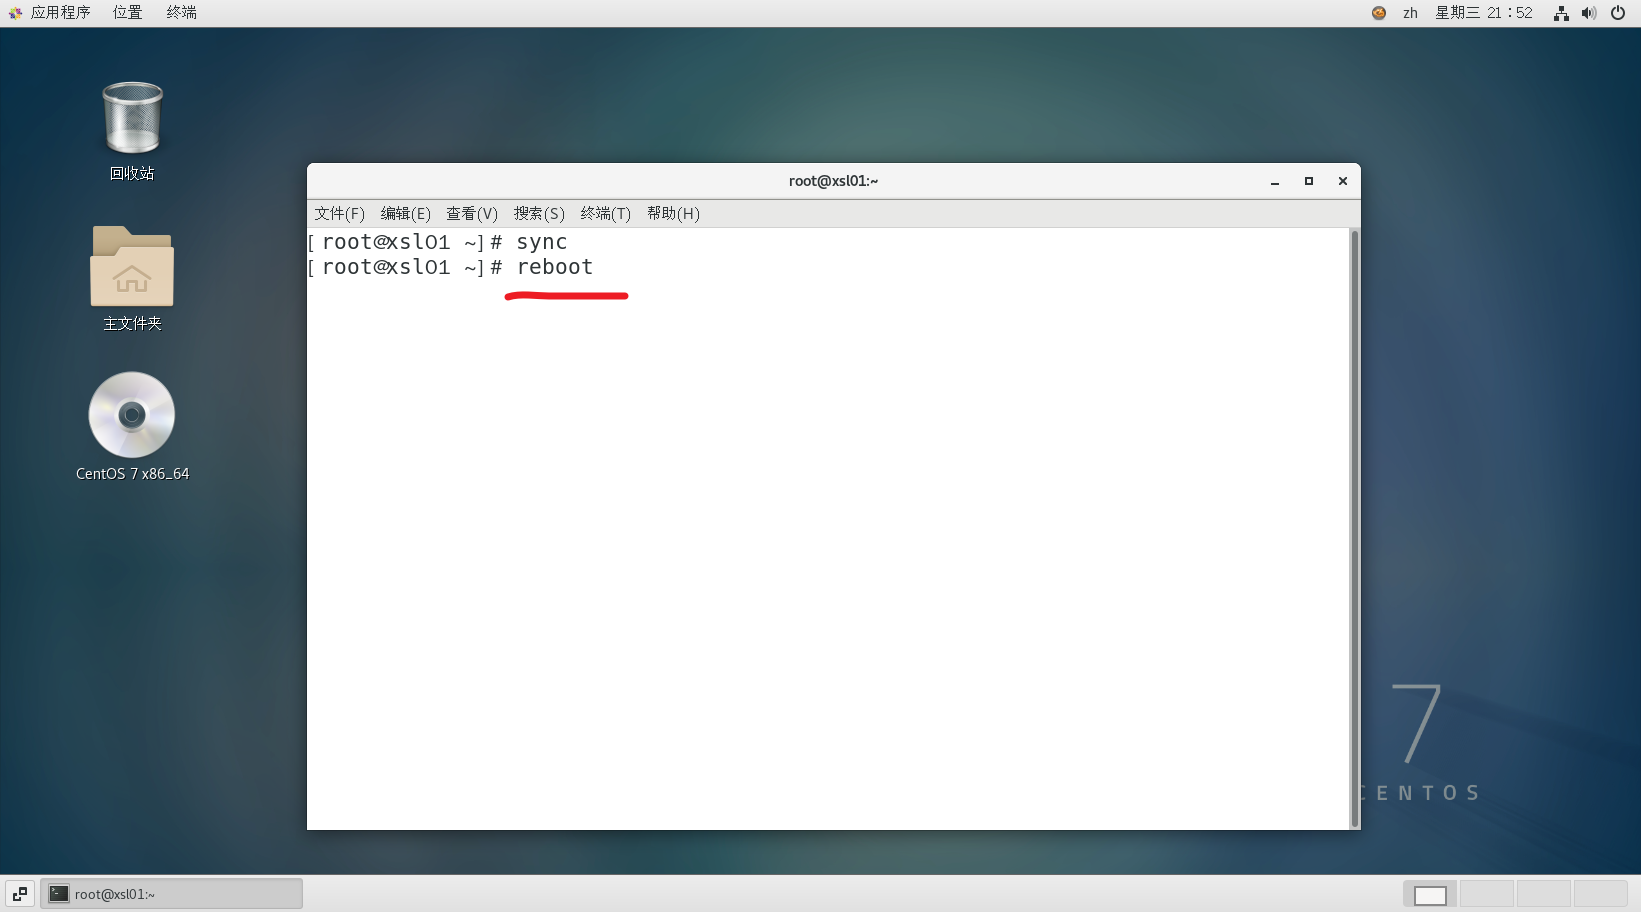 应用程序 位置 终端 zh 星期三 21：52
回收站
主文件夹
CentOS 7 x86_64
root@xsl01:~
文件(F) 编辑(E) 查看(V) 搜索(S) 终端(T) 帮助(H)
[root@xsl01 ~]# sync
[root@xsl01 ~]# reboot
7
CENTOS
root@xsl01:~